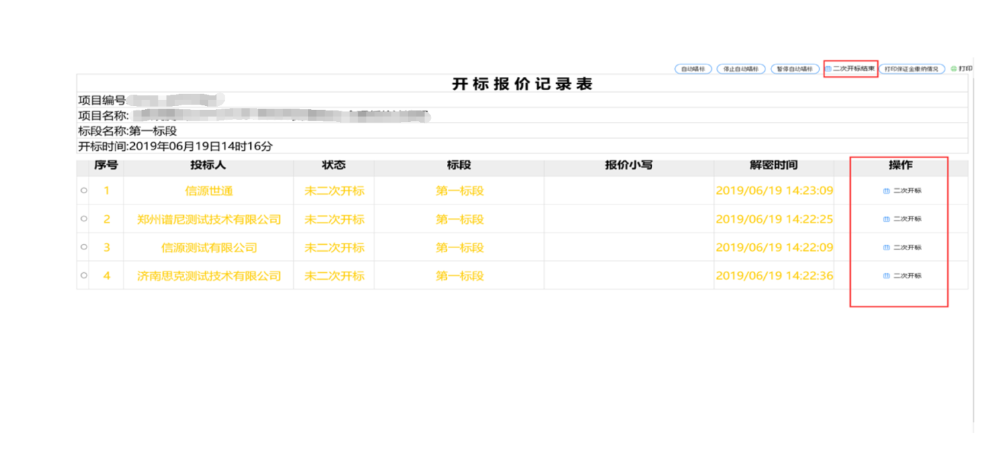 自动唱标 停止自动唱标 暂停自动唱标 二次开标结束 打印保证金缴纳情况 打印
开标报价记录表
项目编号
项目名称:
标段名称:第一标段
开标时间:2019年06月19日14时16分
序号 投标人 状态 标段 报价小写 解密时间 操作
1 信源世通 未二次开标 第一标段 2019/06/19 14:23:09 二次开标
2 郑州谱尼测试技术有限公司 未二次开标 第一标段 2019/06/19 14:22:25 二次开标
3 信源测试有限公司 未二次开标 第一标段 2019/06/19 14:22:09 二次开标
4 济南思克测试技术有限公司 未二次开标 第一标段 2019/06/19 14:22:36 二次开标